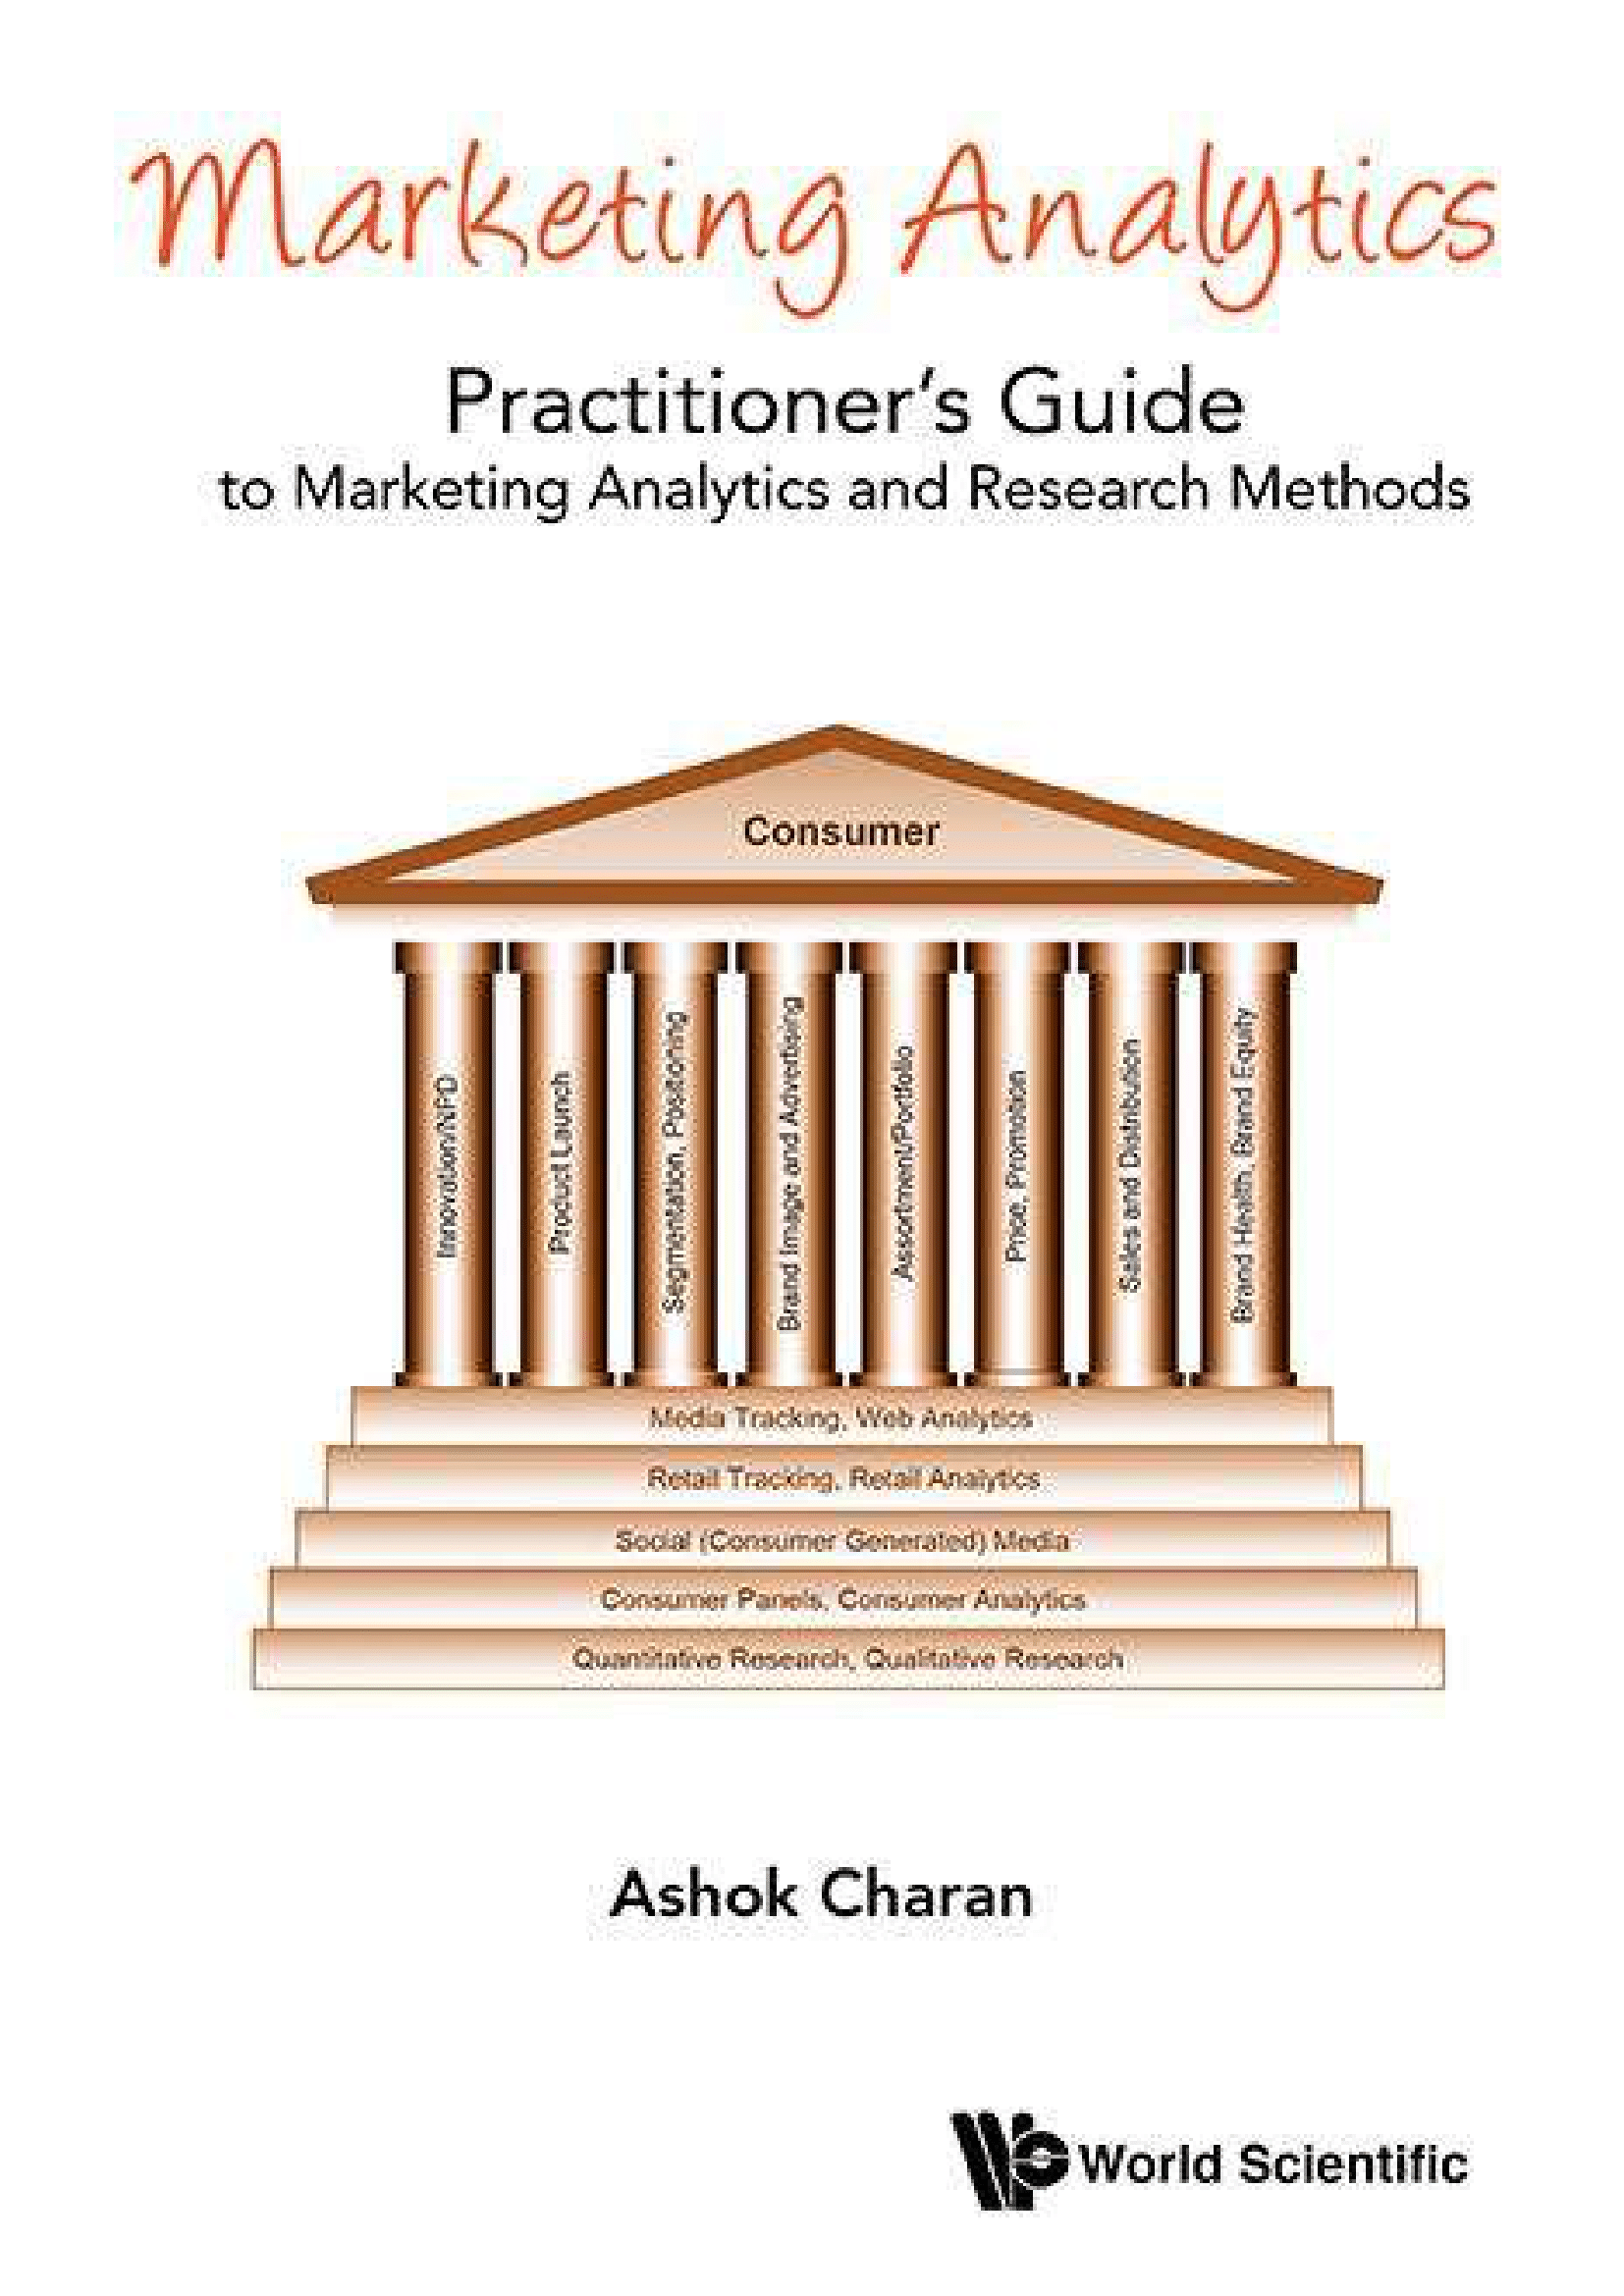 Marketing Analytics
Practitioner's Guide
to Marketing Analytics and Research Methods
Consumer
Innovation/NPD
Product Launch
Segmentation, Positioning
Brand Image and Advertising
Assortment/Portfolio
Price, Promotion
Sales and Distribution
Brand Health, Brand Equity
Media Tracking, Web Analytics
Retail Tracking, Retail Analytics
Social (Consumer Generated) Media
Consumer Panels, Consumer Analytics
Quantitative Research, Qualitative Research
Ashok Charan
World Scientific